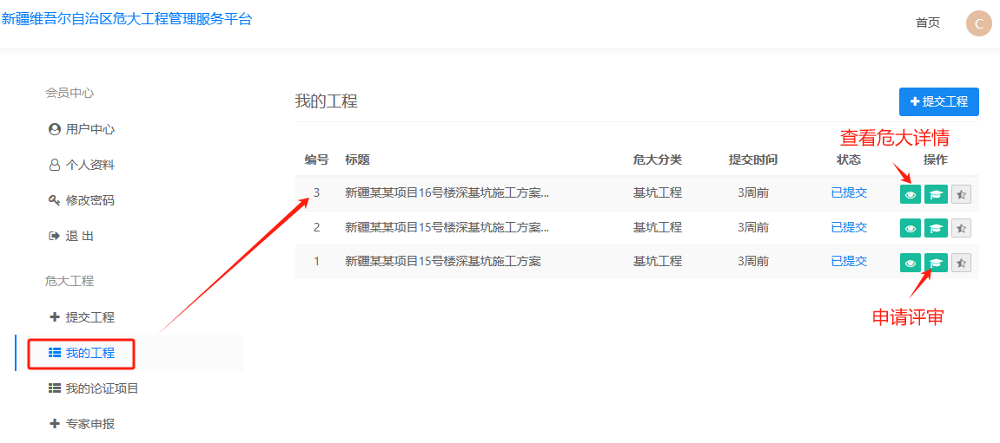 新疆维吾尔自治区危大工程管理服务平台
首页
C
会员中心
用户中心
个人资料
修改密码
退 出
危大工程
提交工程
我的工程
我的论证项目
专家申报
我的工程
提交工程
查看危大详情
编号 标题 危大分类 提交时间 状态 操作
3 新疆某某项目16号楼深基坑施工方案... 基坑工程 3周前 已提交
2 新疆某某项目15号楼深基坑施工方案... 基坑工程 3周前 已提交
1 新疆某某项目15号楼深基坑施工方案 基坑工程 3周前 已提交
申请评审